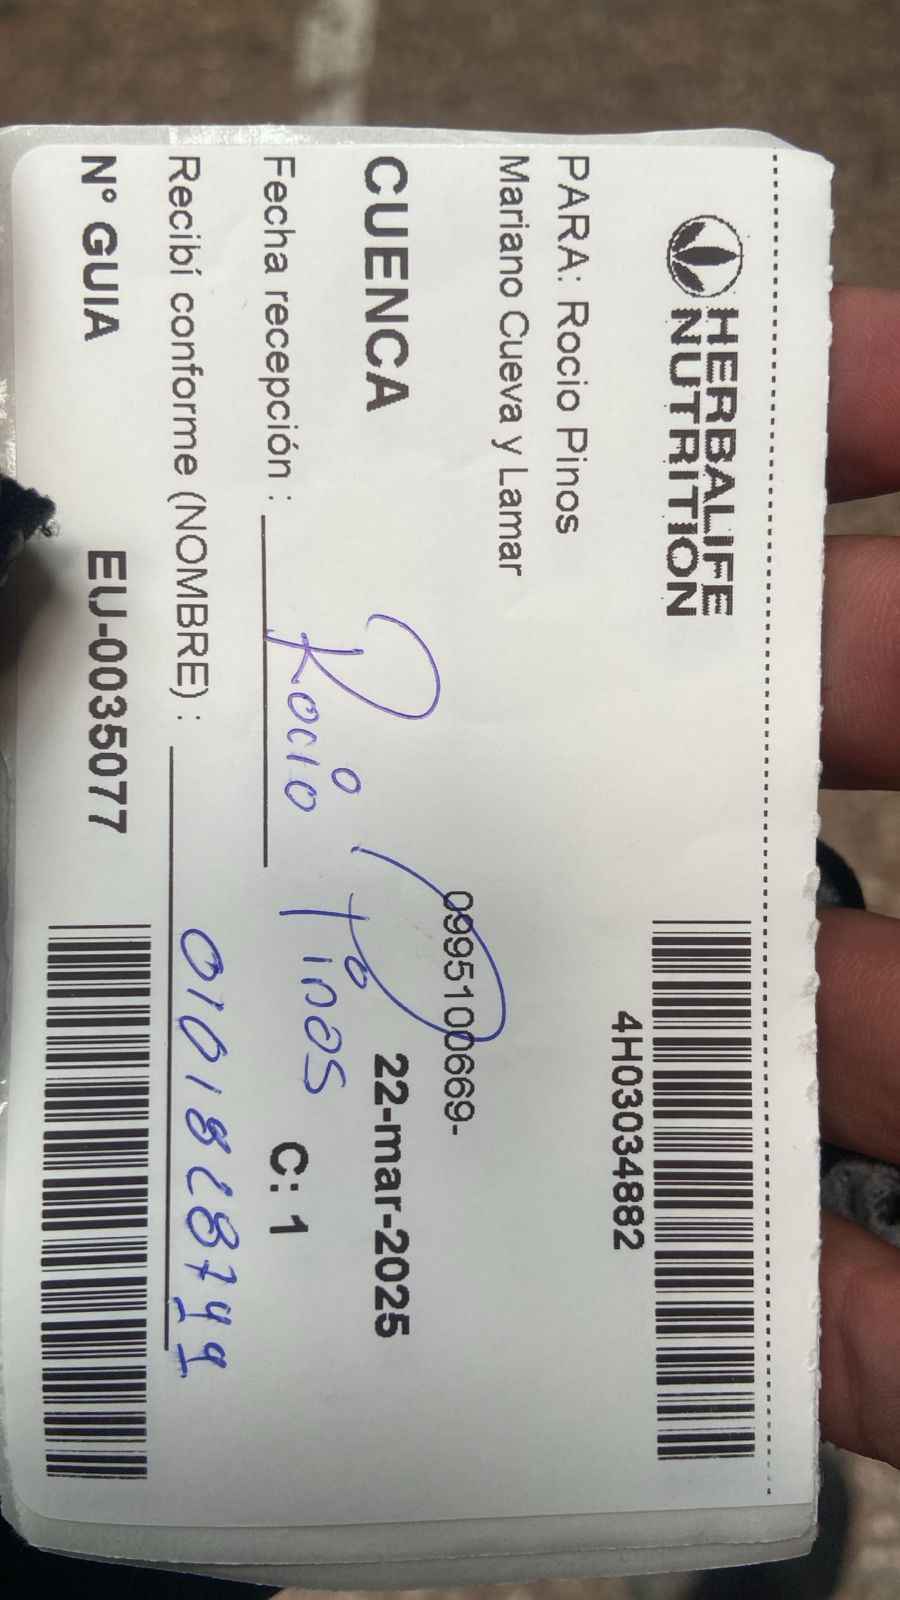 HERBALIFE
NUTRITION
4H03034882
PARA: Rocio Pinos
Mariano Cueva y Lamar
0995100669-
CUENCA 22-mar-2025
Fecha recepción : Rocio Pinos C: 1
Recibí conforme (NOMBRE) :
N° GUIA EU-0035077